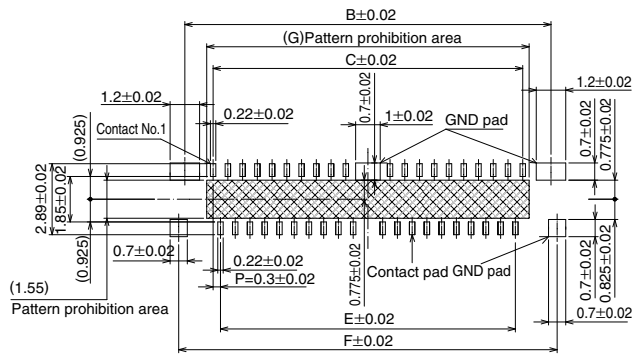 B±0.02
(G)Pattern prohibition area
C±0.02
1.2±0.02
0.22±0.02
0.7±0.02
1±0.02
GND pad
1.2±0.02
0.7±0.02
0.775±0.02
(0.925)
Contact No.1
2.89±0.02
1.85±0.02
(0.925)
0.7±0.02
0.22±0.02
P=0.3±0.02
0.775±0.02
Contact pad
GND pad
0.7±0.02
0.825±0.02
(1.55)
Pattern prohibition area
0.7±0.02
E±0.02
F±0.02